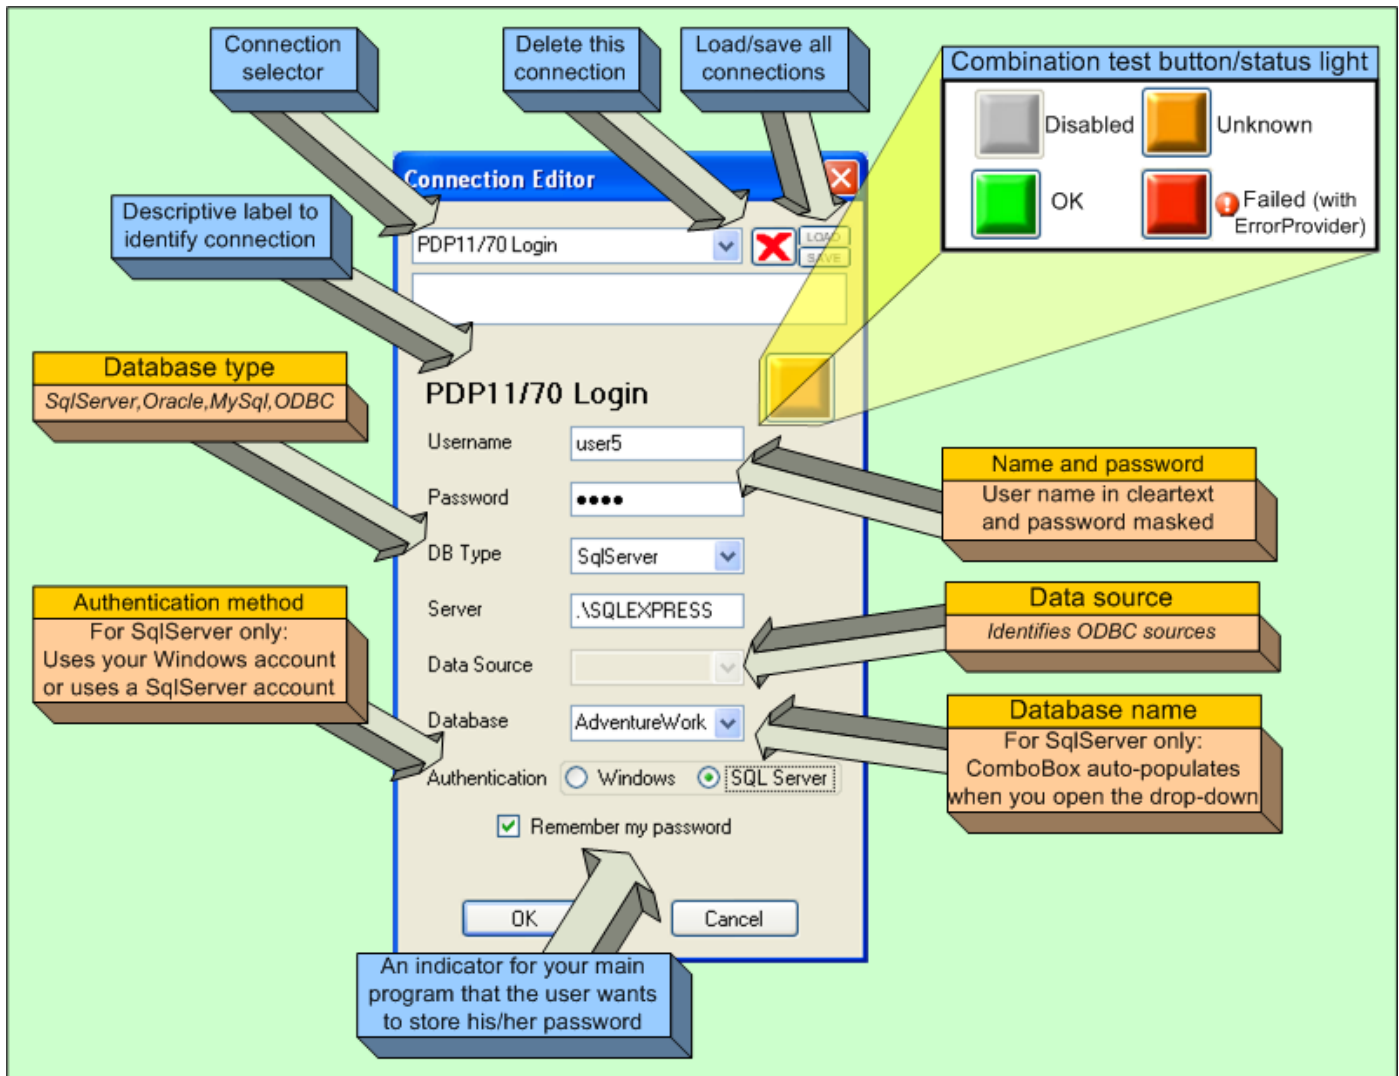 Connection
selector
Delete this
connection
Load/save all
connections
Combination test button/status light
Disabled
Unknown
OK
Failed (with
ErrorProvider)
Connection Editor
Descriptive label to
identify connection
PDP11/70 Login
LOAD
SAVE
Database type
SqlServer,Oracle,MySql,ODBC
PDP11/70 Login
Username
user5
Name and password
User name in cleartext
and password masked
Password
••••
DB Type
SqlServer
Authentication method
For SqlServer only:
Uses your Windows account
or uses a SqlServer account
Server
.\SQLEXPRESS
Data source
Identifies ODBC sources
Data Source
Database
AdventureWork
Database name
For SqlServer only:
ComboBox auto-populates
when you open the drop-down
Authentication
Windows
SQL Server
Remember my password
OK
Cancel
An indicator for your main
program that the user wants
to store his/her password